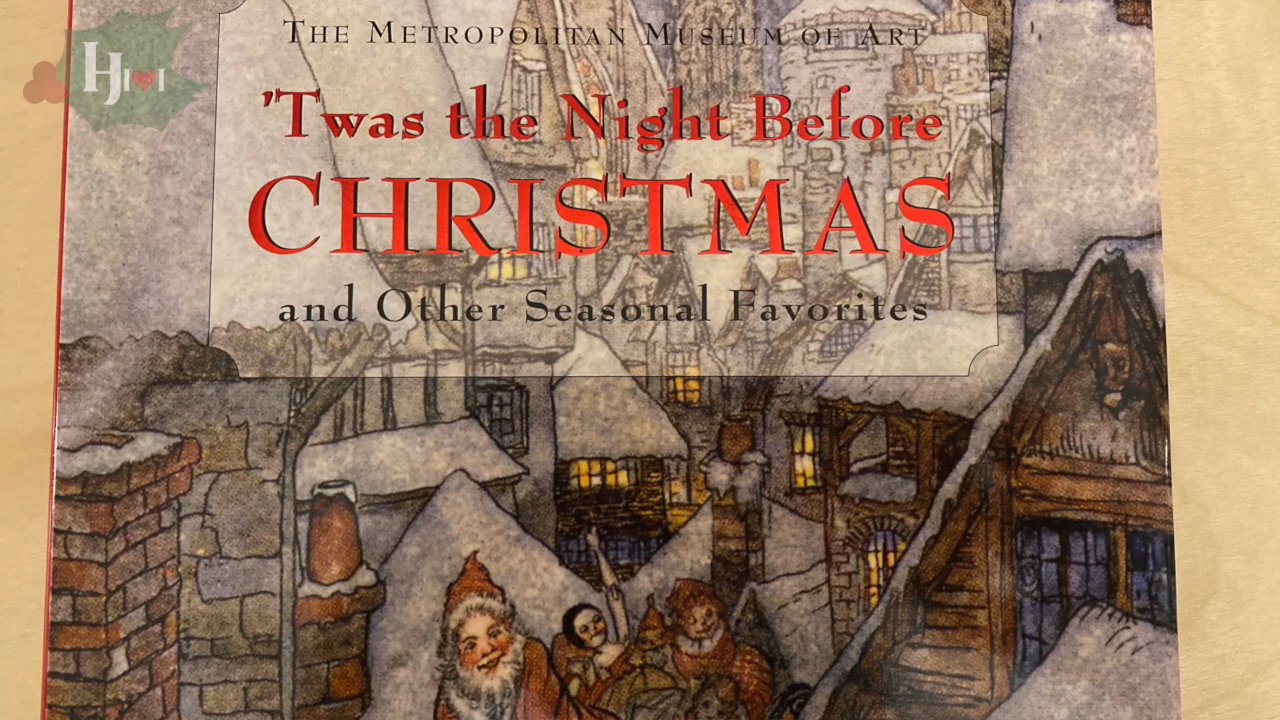 The Metropolitan Museum of Art
'Twas the Night Before
CHRISTMAS
and Other Seasonal Favorites